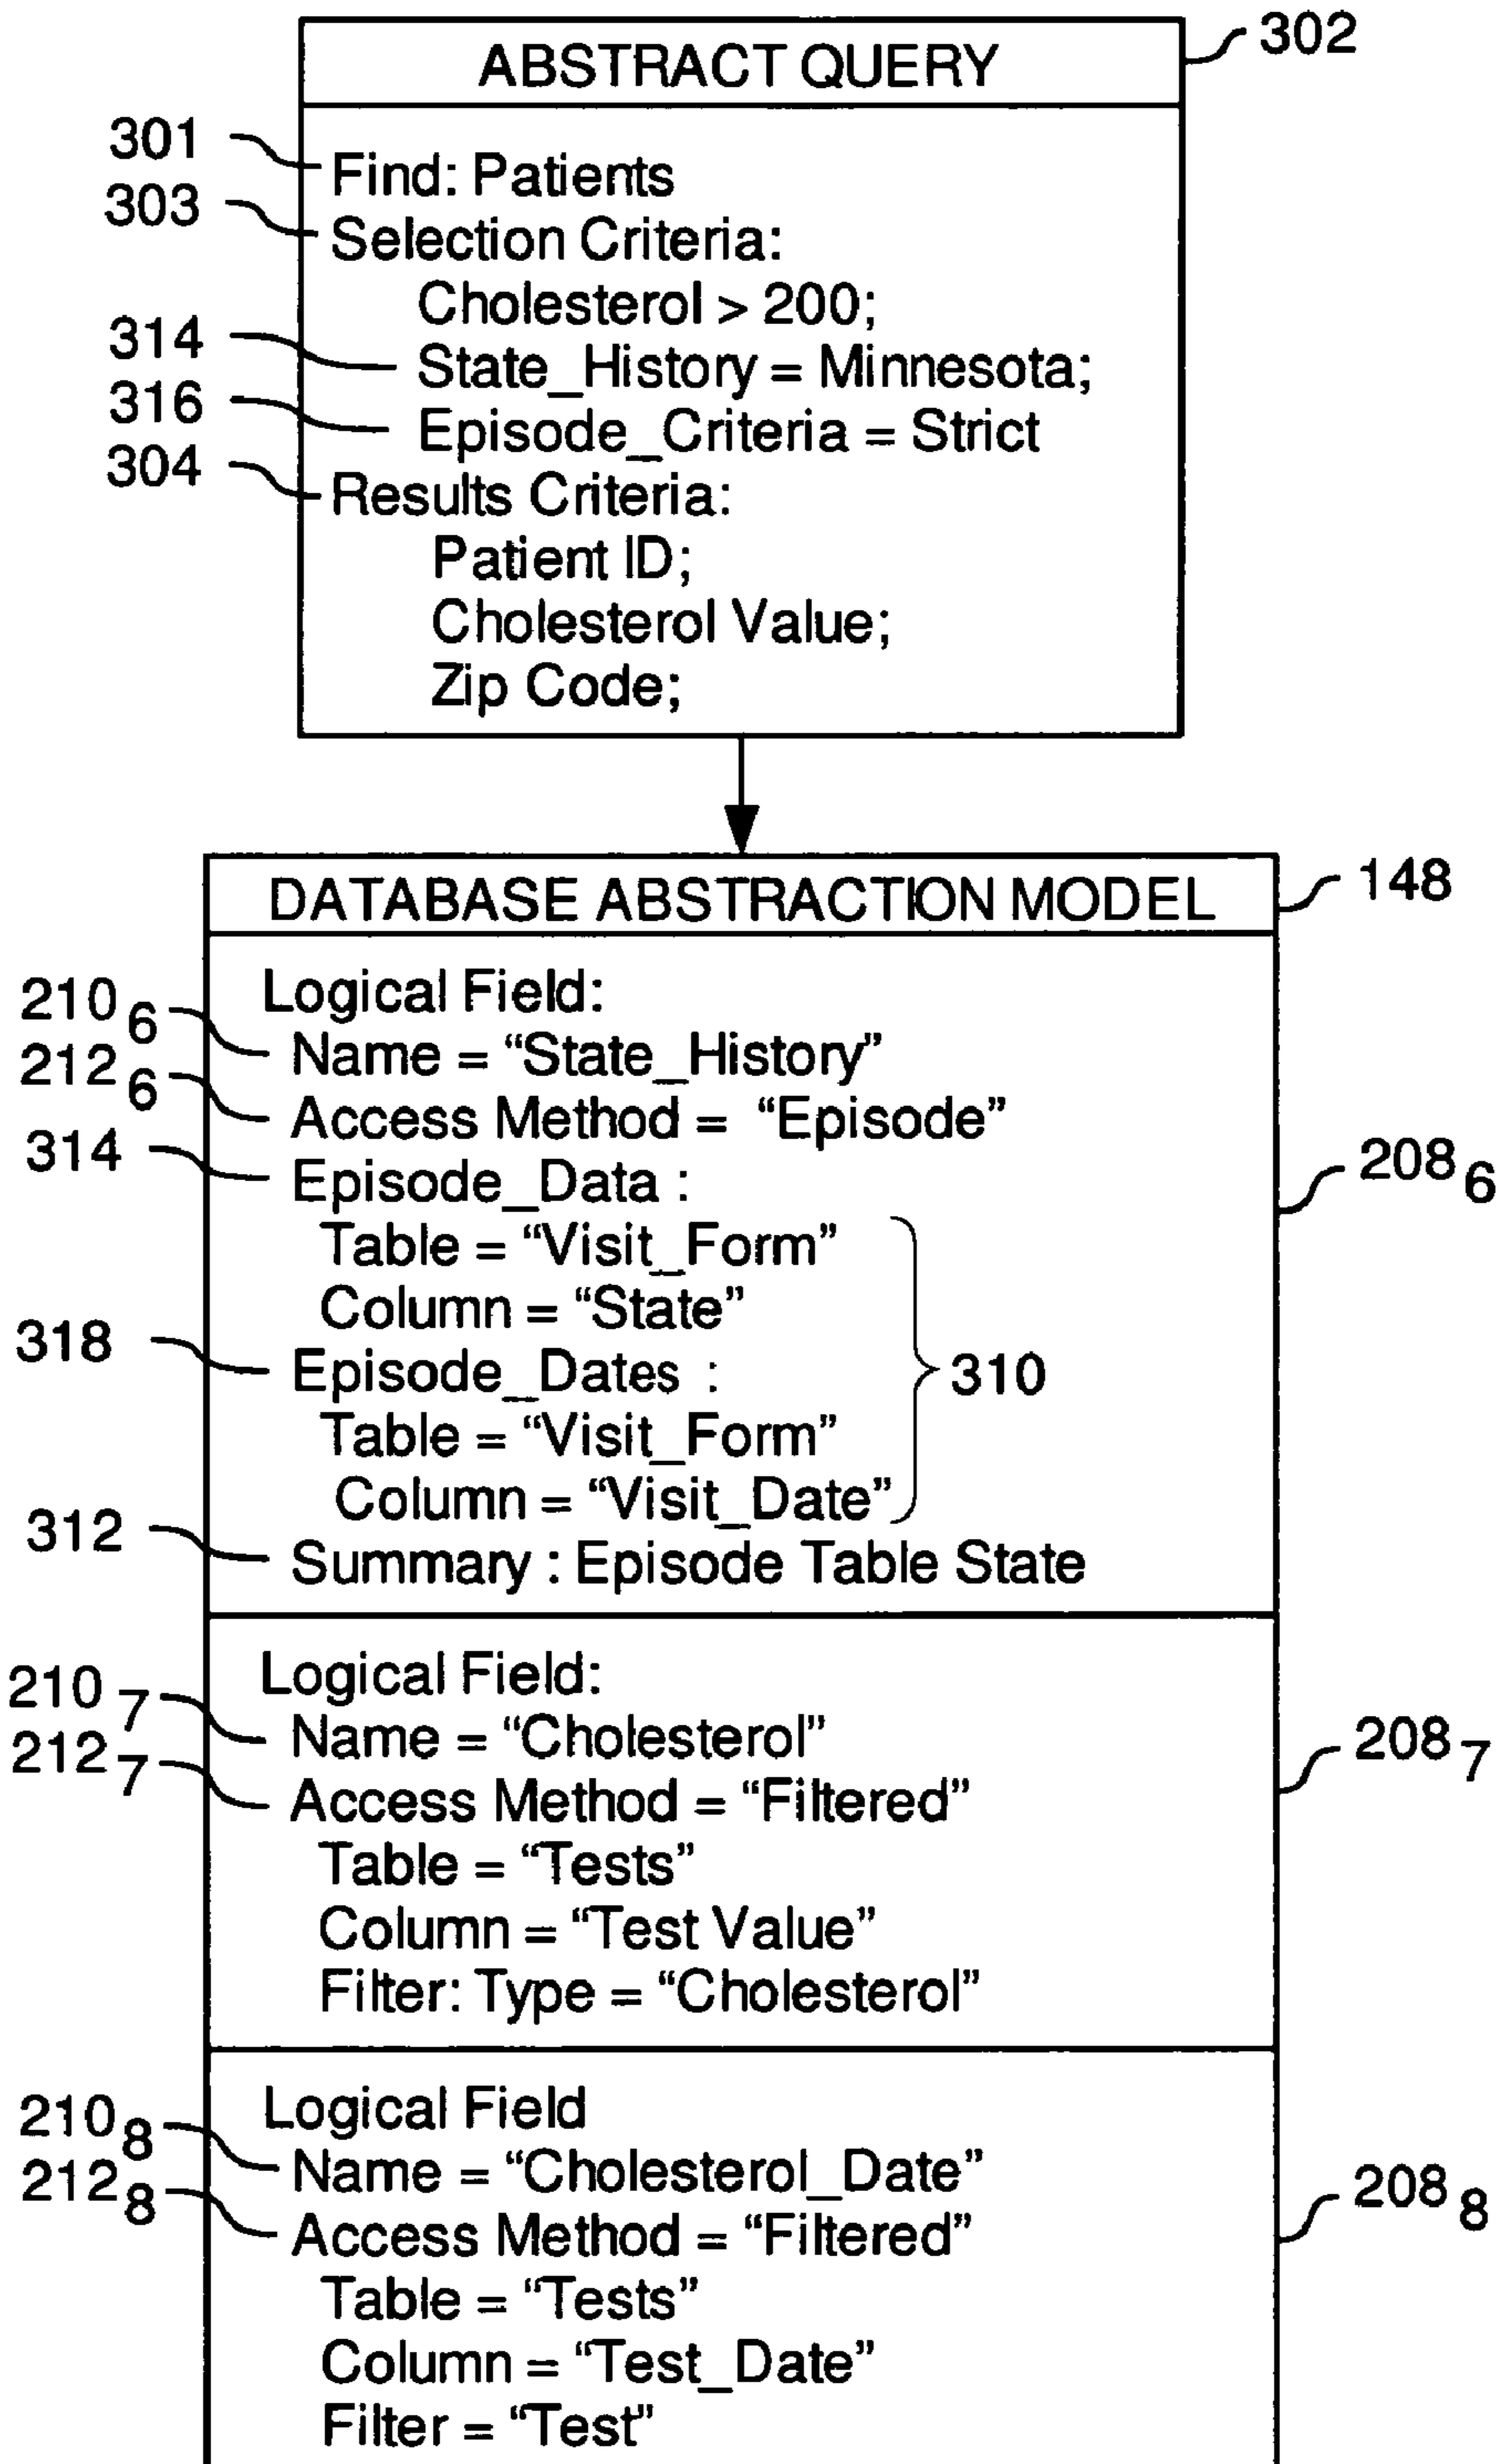 ABSTRACT QUERY
302
301
Find: Patients
303
Selection Criteria:
Cholesterol > 200;
314
State_History = Minnesota;
316
Episode_Criteria = Strict
304
Results Criteria:
Patient ID;
Cholesterol Value;
Zip Code;
DATABASE ABSTRACTION MODEL
148
Logical Field:
210 6
Name = “State_History”
212 6
Access Method = “Episode”
314
Episode_Data :
208 6
Table = “Visit_Form”
Column = “State”
318
Episode_Dates :
310
Table = “Visit_Form”
Column = “Visit_Date”
312
Summary : Episode Table State
Logical Field:
210 7
Name = “Cholesterol”
208 7
212 7
Access Method = “Filtered”
Table = “Tests”
Column = “Test Value”
Filter: Type = “Cholesterol”
Logical Field
210 8
Name = “Cholesterol_Date”
208 8
212 8
Access Method = “Filtered”
Table = “Tests”
Column = “Test_Date”
Filter = “Test”